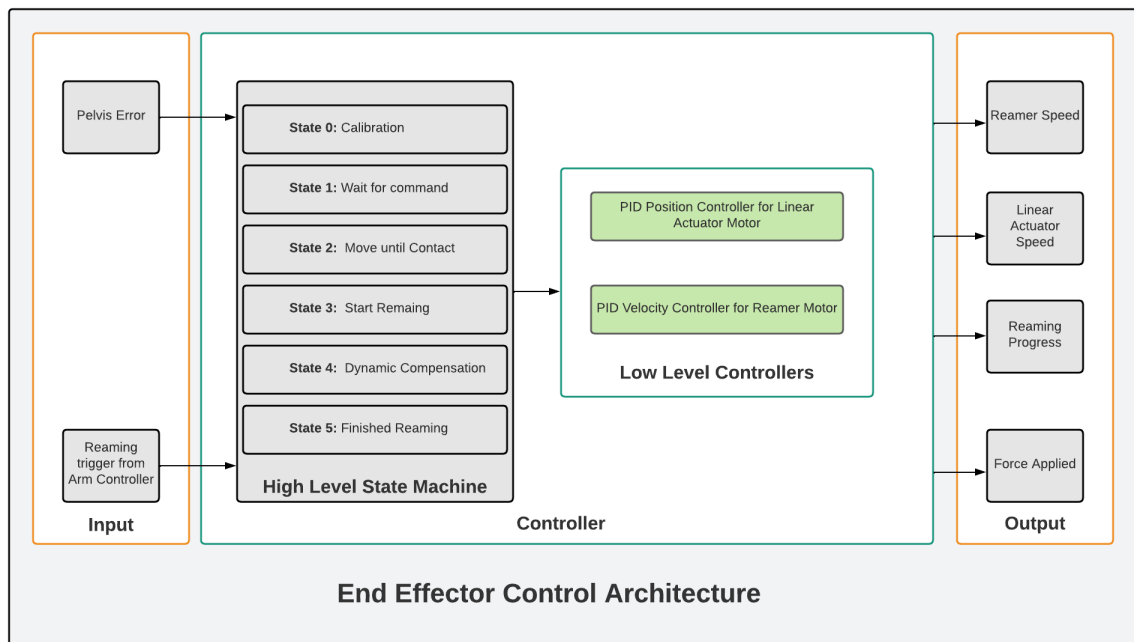 Pelvis Error
Reaming
trigger from
Arm Controller
Input
State 0: Calibration
State 1: Wait for command
State 2: Move until Contact
State 3: Start Remaing
State 4: Dynamic Compensation
State 5: Finished Reaming
High Level State Machine
PID Position Controller for Linear
Actuator Motor
PID Velocity Controller for Reamer Motor
Low Level Controllers
Controller
Reamer Speed
Linear
Actuator
Speed
Reaming
Progress
Force Applied
Output
End Effector Control Architecture